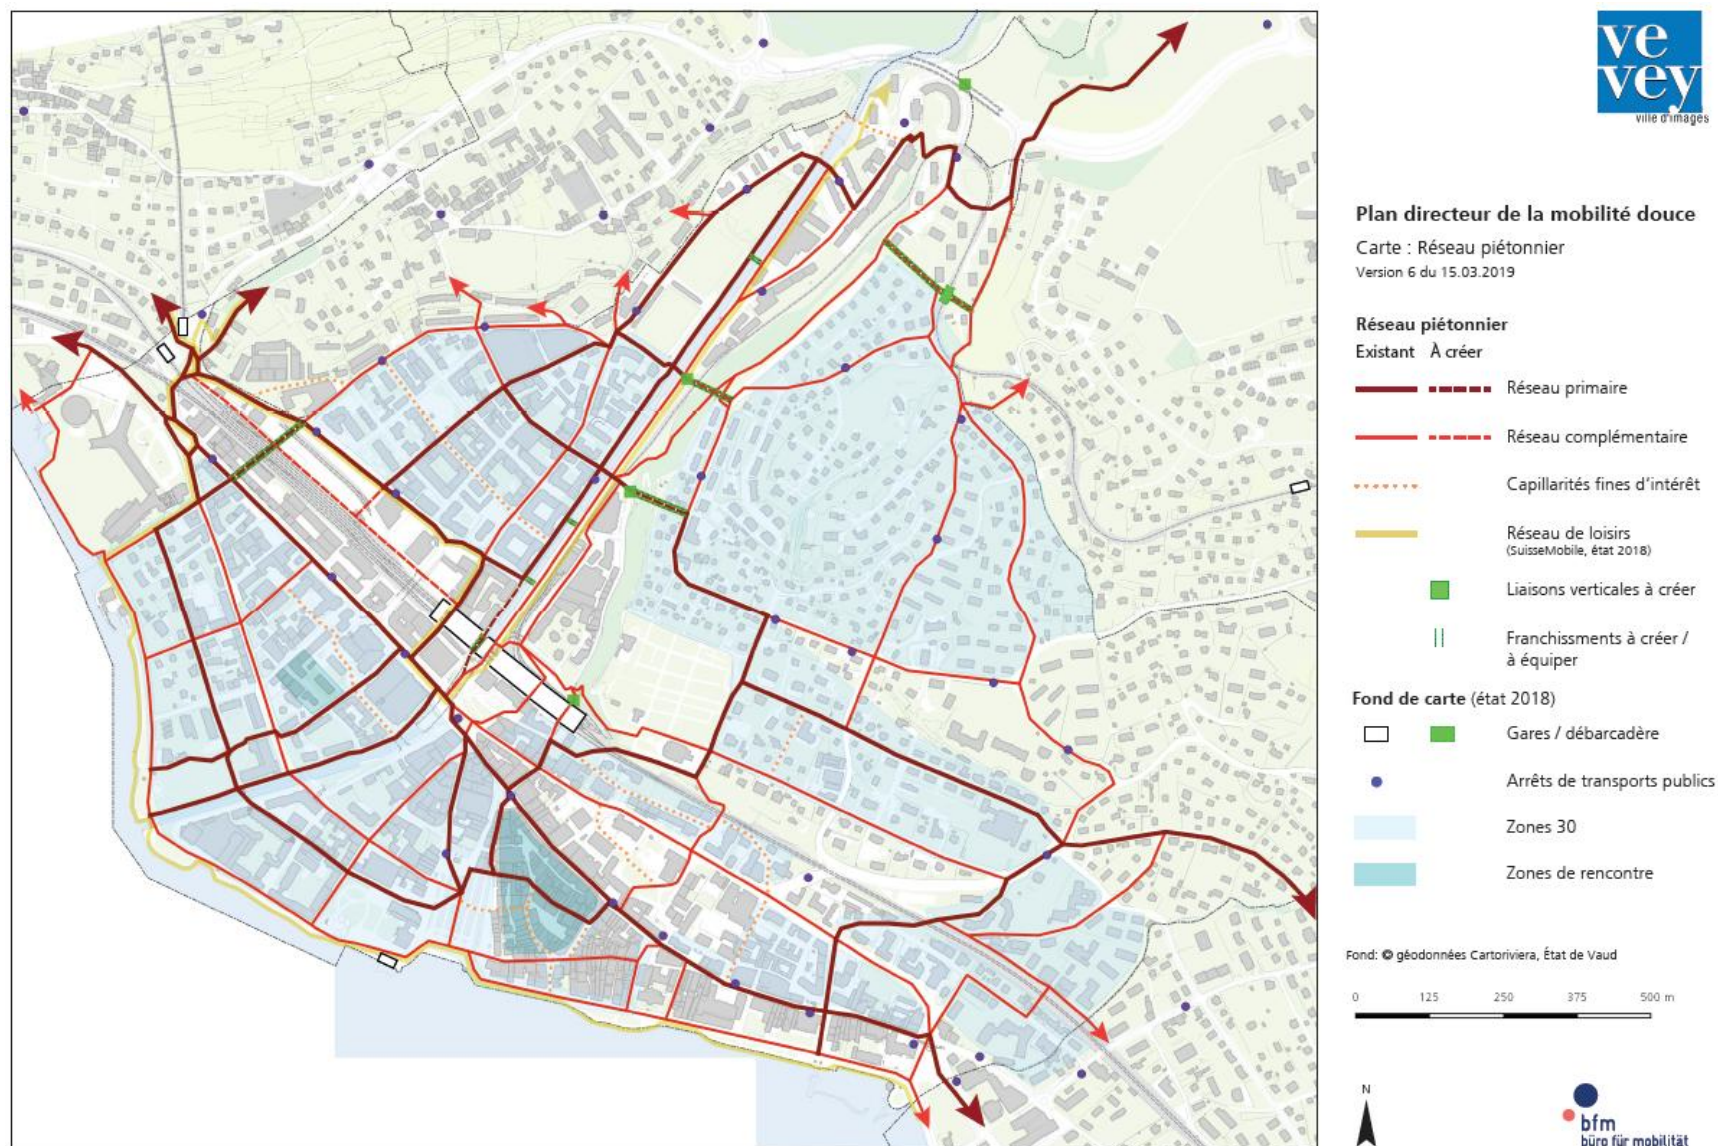 ve
vey
ville d'images
Plan directeur de la mobilité douce
Carte : Réseau piétonnier
Version 6 du 15.03.2019
Réseau piétonnier
Existant À créer
Réseau primaire
Réseau complémentaire
Capillarités fines d'intérêt
Réseau de loisirs
(SuisseMobile, état 2018)
Liaisons verticales à créer
Franchissments à créer /
à équiper
Fond de carte (état 2018)
Gares / débarcadère
Arrêts de transports publics
Zones 30
Zones de rencontre
Fond: © géodonnées Cartoriviera, État de Vaud
0 125 250 375 500 m
N
bfm
büro für mobilität